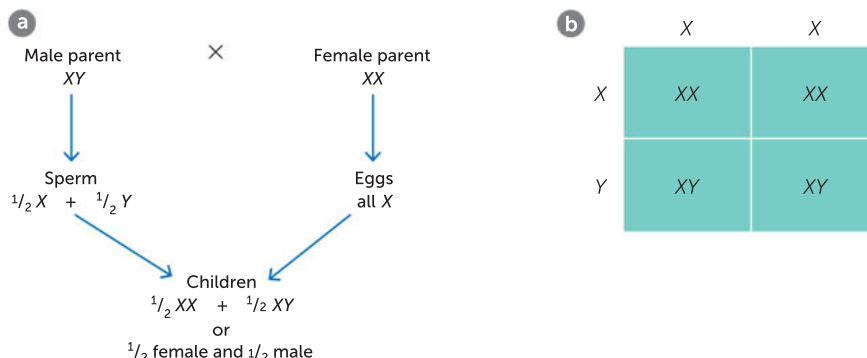 a
Male parent × Female parent
XY XX
Sperm Eggs
1/2 X + 1/2 Y all X
Children
1/2 XX + 1/2 XY
or
1/2 female and 1/2 male
b
X X
X XX XX
Y XY XY